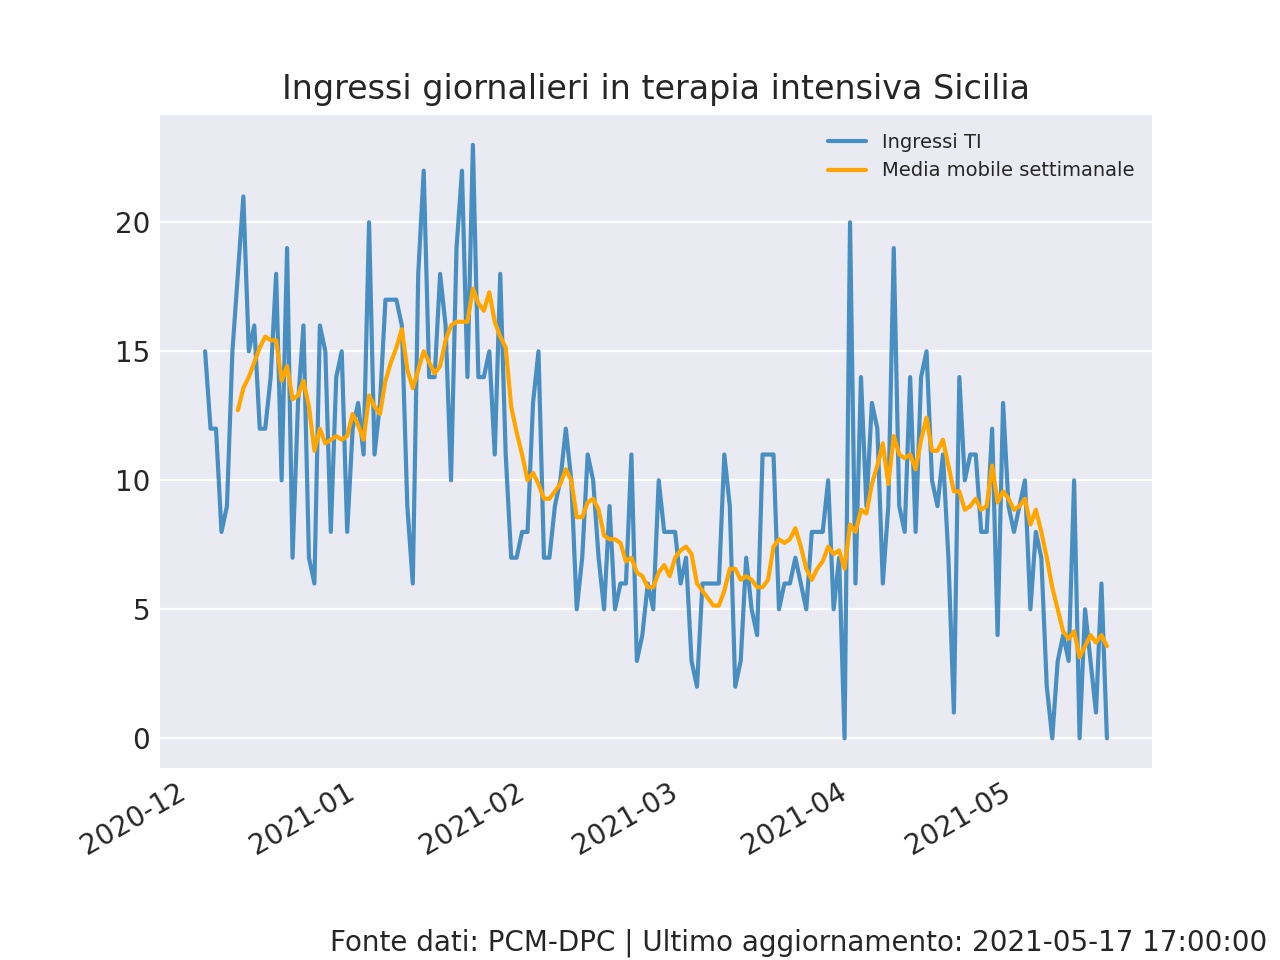 Ingressi giornalieri in terapia intensiva Sicilia
Ingressi TI
Media mobile settimanale
20
15
10
5
0
2020-12
2021-01
2021-02
2021-03
2021-04
2021-05
Fonte dati: PCM-DPC | Ultimo aggiornamento: 2021-05-17 17:00:00